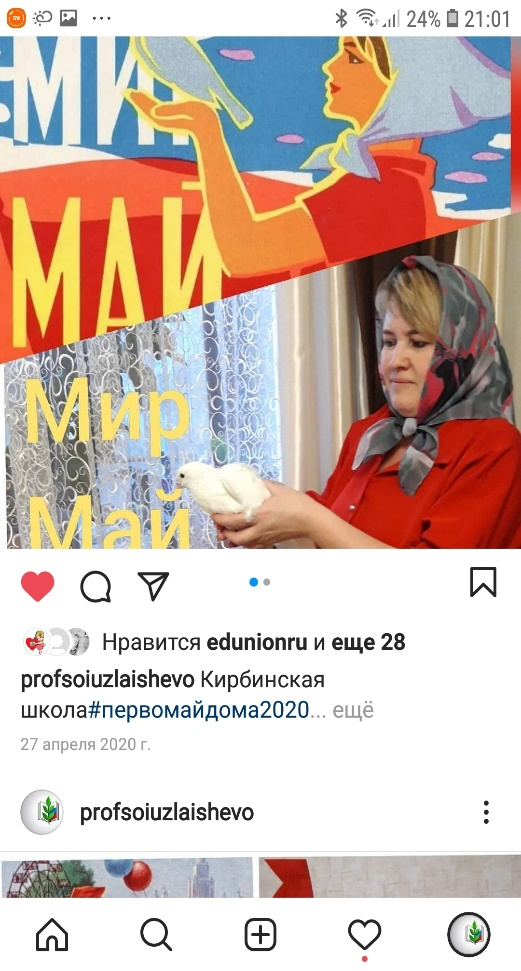 24% 21:01
МИ
МАЙ
Мир
Май
Нравится edunionru и еще 28
profsoiuzlaishevo Кирбинская
школа#первомайдома2020... ещё
27 апреля 2020 г.
profsoiuzlaishevo